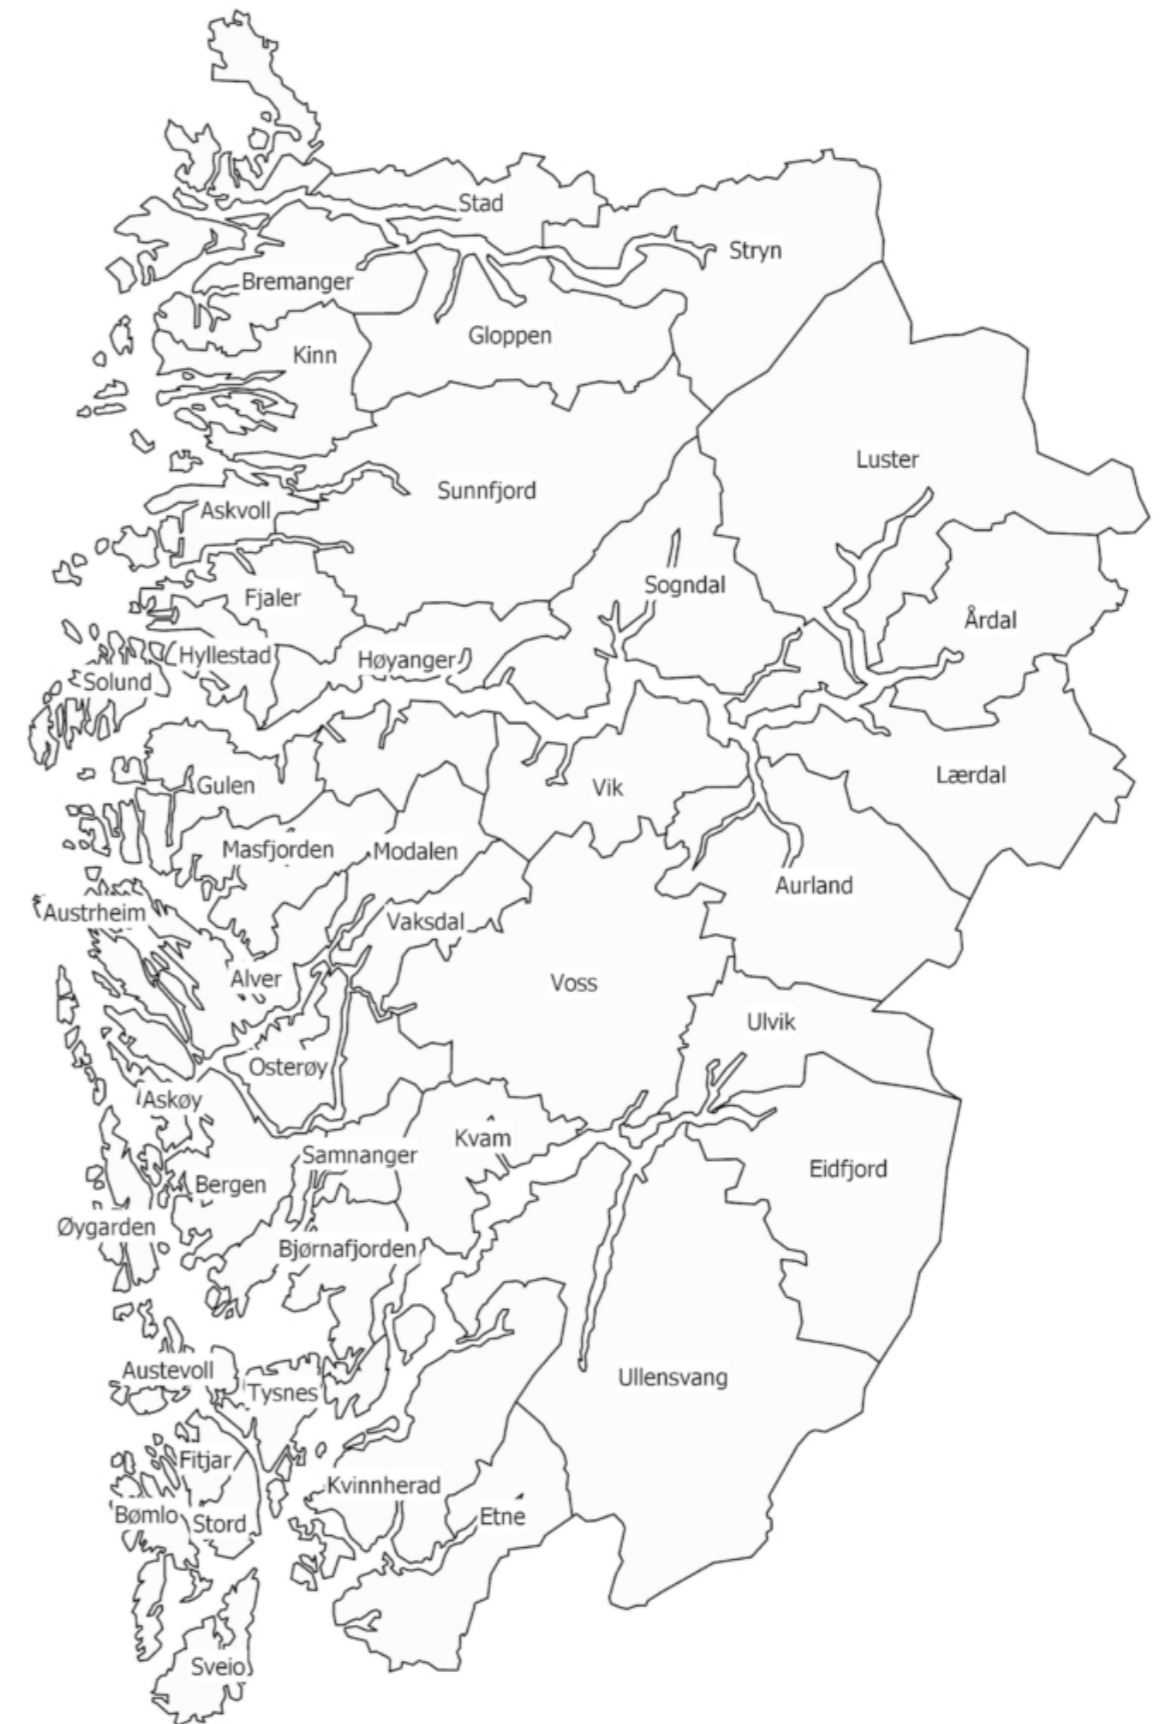 Stad
Stryn
Bremanger
Gloppen
Kinn
Luster
Sunnfjord
Askvoll
Sogndal
Fjaler
Årdal
Hyllestad
Høyanger
Solund
Lærdal
Gulen
Vik
Masfjorden
Modalen
Aurland
Austrheim
Vaksdal
Alver
Voss
Ulvik
Osterøy
Askøy
Kvam
Samnanger
Eidfjord
Bergen
Øygarden
Bjørnafjorden
Austevoll
Ullensvang
Tysnes
Fitjar
Kvinnherad
Bømlo
Etne
Stord
Sveio